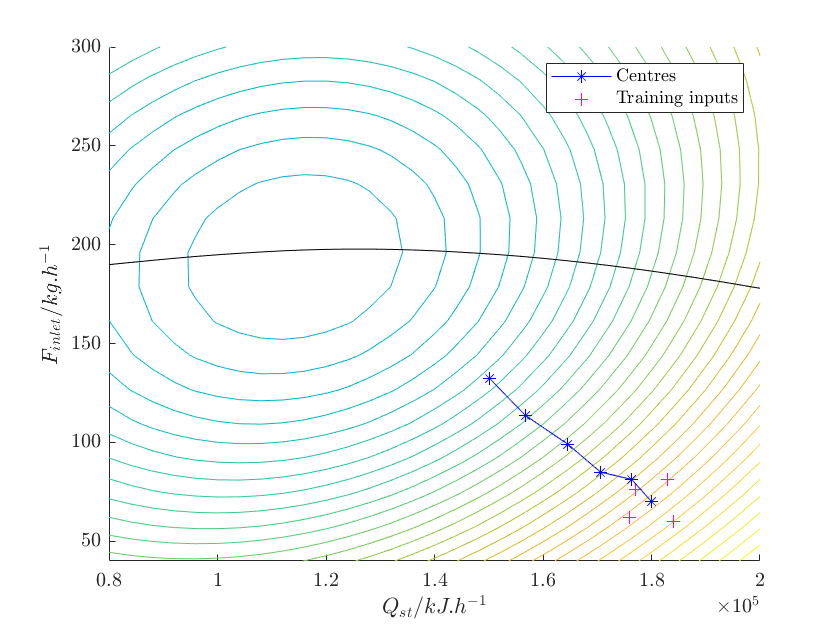 300
250
200
150
100
50
F_{inlet}/kg.h^{-1}
Centres
Training inputs
0.8 1 1.2 1.4 1.6 1.8 2
Q_{st}/kJ.h^{-1}
×10^5